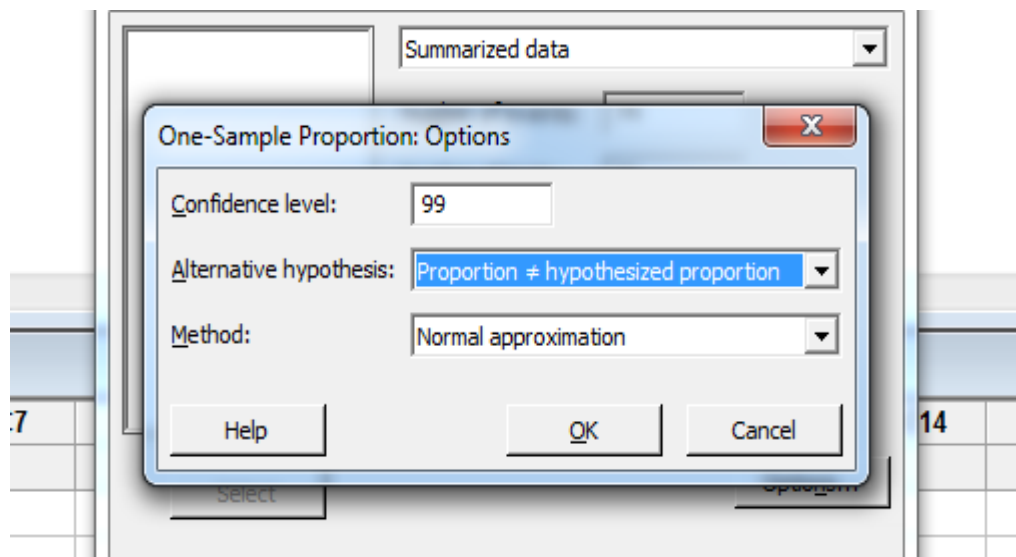 Summarized data
One-Sample Proportion: Options
Confidence level: 99
Alternative hypothesis: Proportion ≠ hypothesized proportion
Method: Normal approximation
:7 14
Help OK Cancel
Select